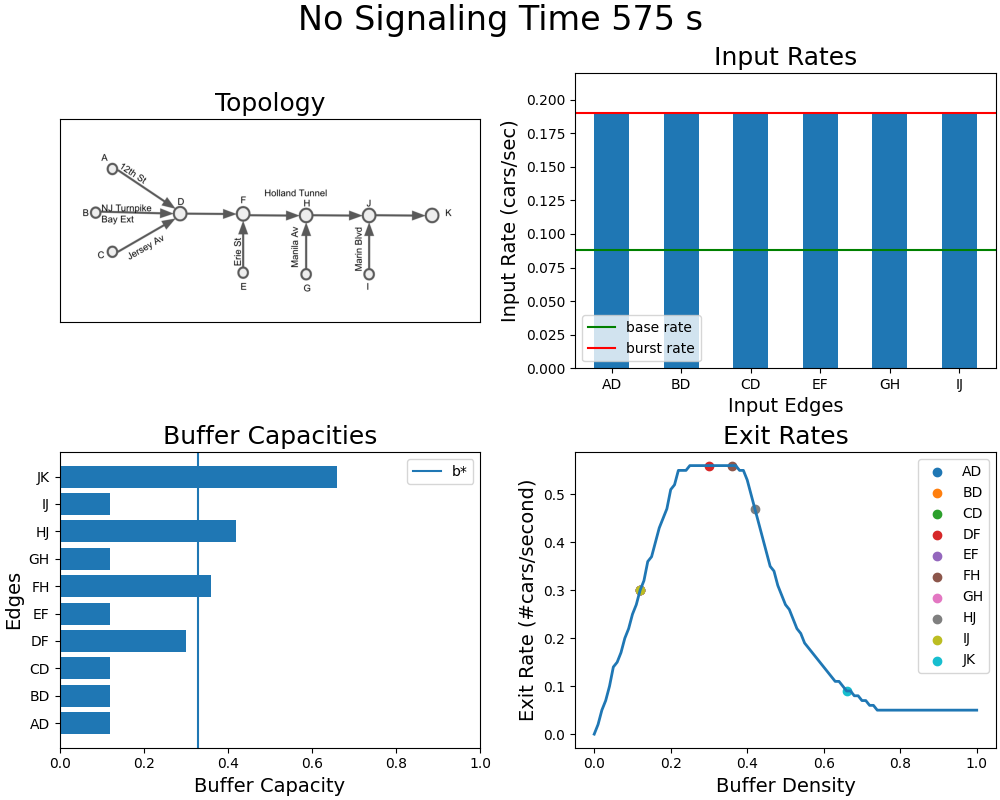 No Signaling Time 575 s
Topology
A
12th St
B
NJ Turnpike
Bay Ext
C
Jersey Av
D
F
Holland Tunnel
H
J
K
Erie St
Manila Av
Marin Blvd
E
G
I
Input Rates
Input Rate (cars/sec)
0.200
0.175
0.150
0.125
0.100
0.075
0.050
0.025
0.000
base rate
burst rate
AD BD CD EF GH IJ
Input Edges
Buffer Capacities
Edges
JK
IJ
HJ
GH
FH
EF
DF
CD
BD
AD
b*
0.0 0.2 0.4 0.6 0.8 1.0
Buffer Capacity
Exit Rates
Exit Rate (#cars/second)
0.5
0.4
0.3
0.2
0.1
0.0
AD
BD
CD
DF
EF
FH
GH
HJ
IJ
JK
0.0 0.2 0.4 0.6 0.8 1.0
Buffer Density